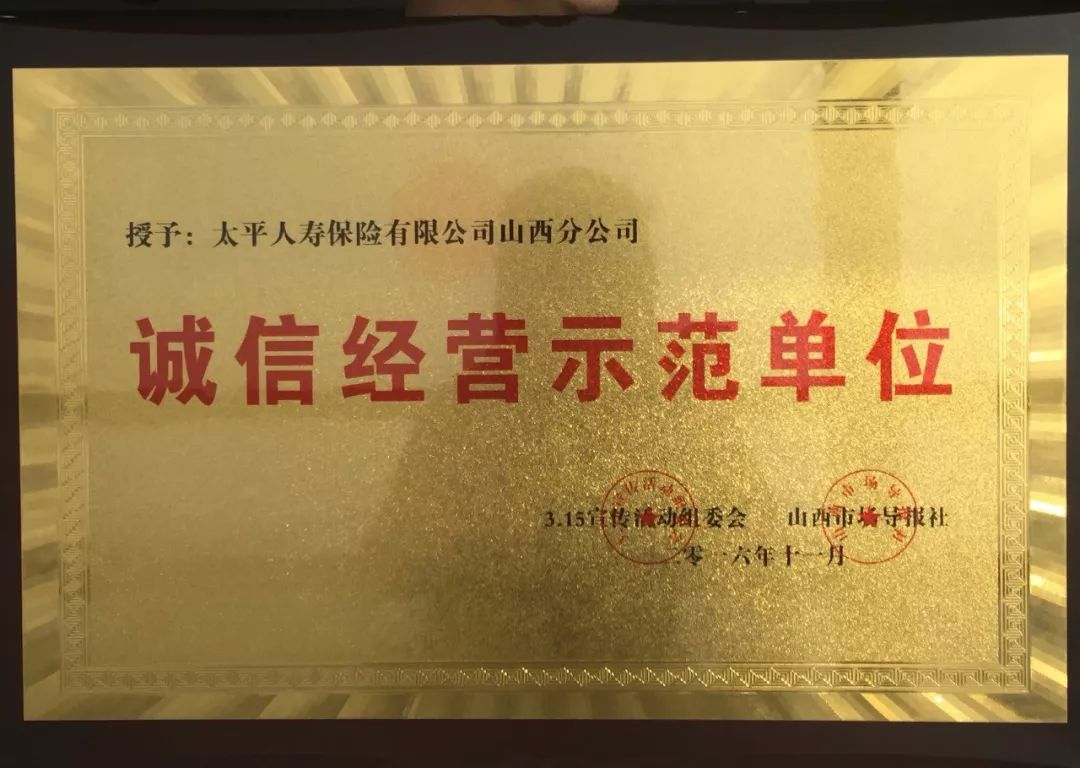 授予：太平人寿保险有限公司山西分公司
诚信经营示范单位
3.15宣传活动组委会 山西市场导报社
二零一六年十一月